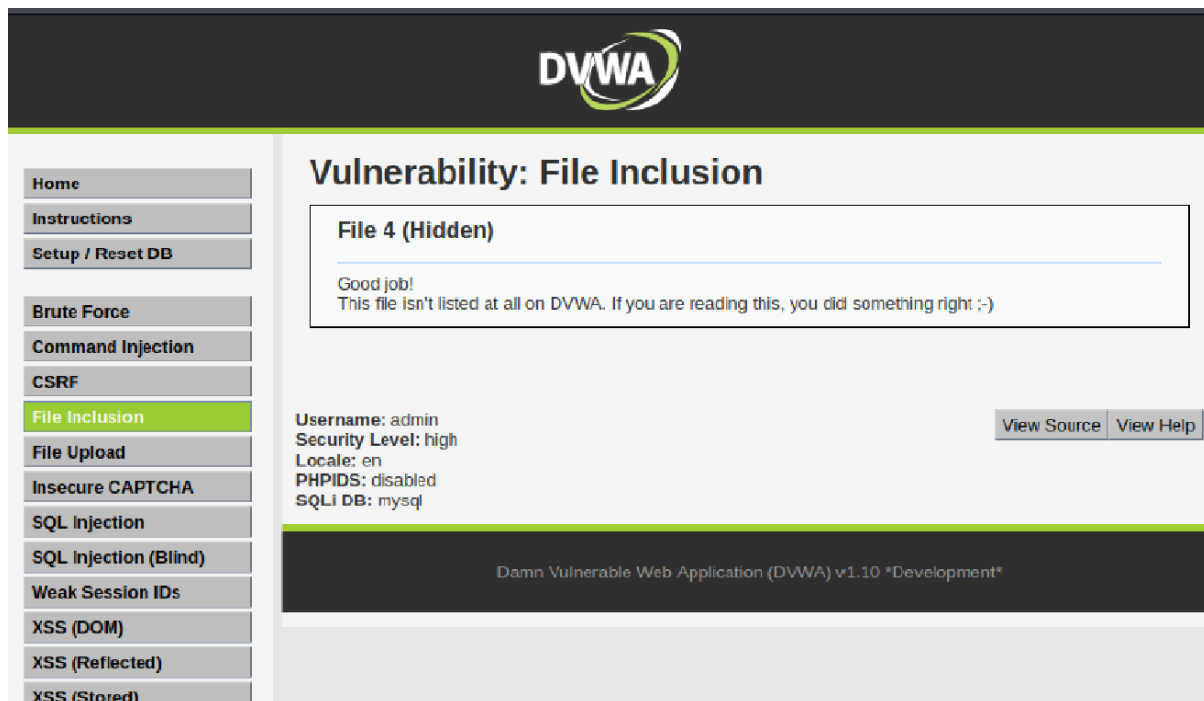 DVWA
Home
Instructions
Setup / Reset DB
Brute Force
Command Injection
CSRF
File Inclusion
File Upload
Insecure CAPTCHA
SQL Injection
SQL Injection (Blind)
Weak Session IDs
XSS (DOM)
XSS (Reflected)
XSS (Stored)
Vulnerability: File Inclusion
File 4 (Hidden)
Good job!
This file isn't listed at all on DVWA. If you are reading this, you did something right ;-)
Username: admin
Security Level: high
Locale: en
PHPIDS: disabled
SQLi DB: mysql
View Source View Help
Damn Vulnerable Web Application (DVWA) v1.10 *Development*